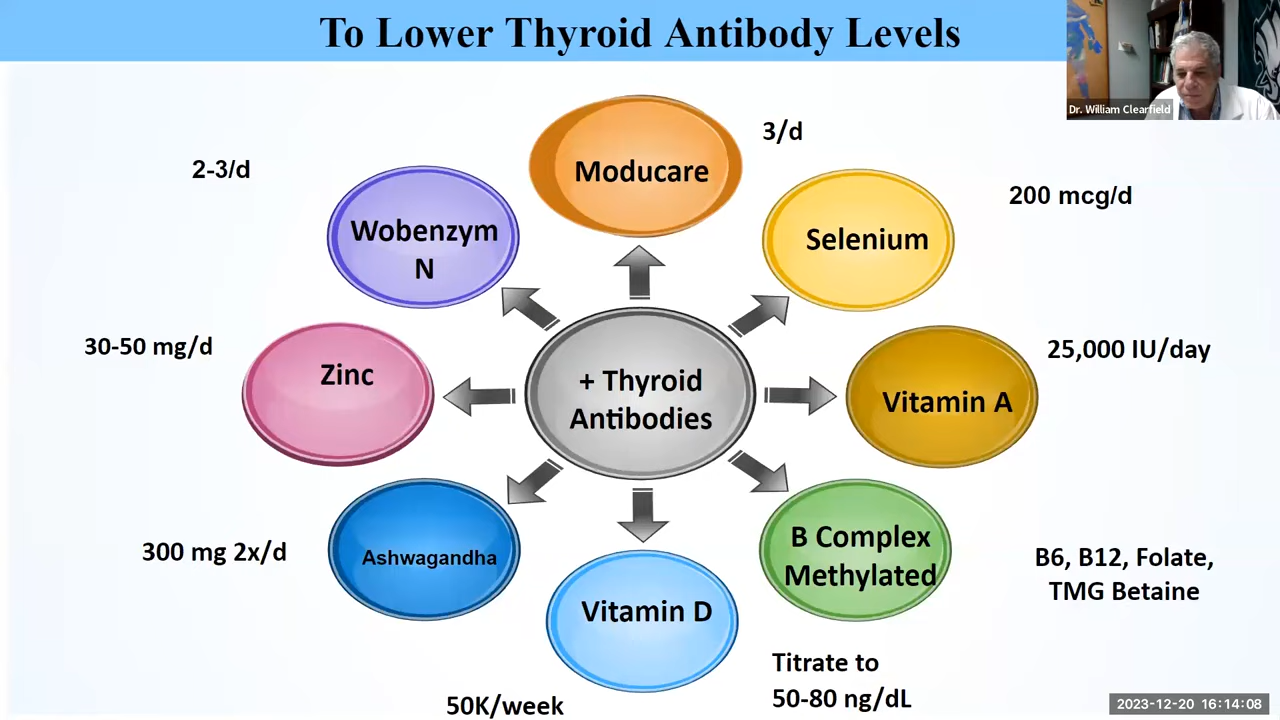 To Lower Thyroid Antibody Levels
Dr. William Clearfield
Moducare
3/d
Selenium
200 mcg/d
Vitamin A
25,000 IU/day
B Complex
Methylated
B6, B12, Folate,
TMG Betaine
Vitamin D
Titrate to
50-80 ng/dL
50K/week
Ashwagandha
300 mg 2x/d
Zinc
30-50 mg/d
Wobenzym
N
2-3/d
+ Thyroid
Antibodies
2023-12-20 16:14:08